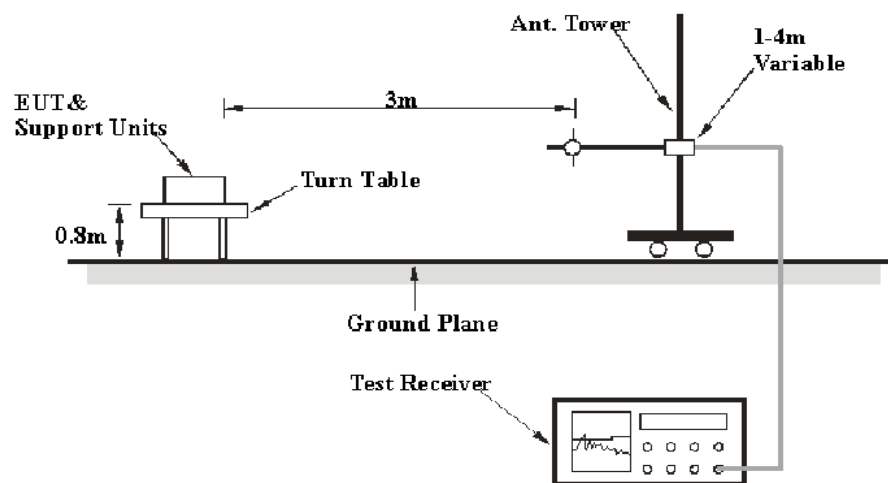 Ant. Tower
1-4m
Variable
3m
EUT&
Support Units
Turn Table
0.8m
Ground Plane
Test Receiver